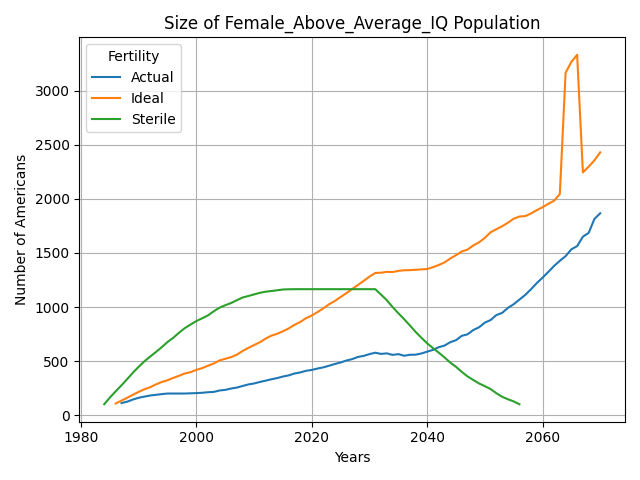 Size of Female_Above_Average_IQ Population
Fertility
Actual
Ideal
Sterile
Number of Americans
3000
2500
2000
1500
1000
500
0
1980
2000
2020
2040
2060
Years